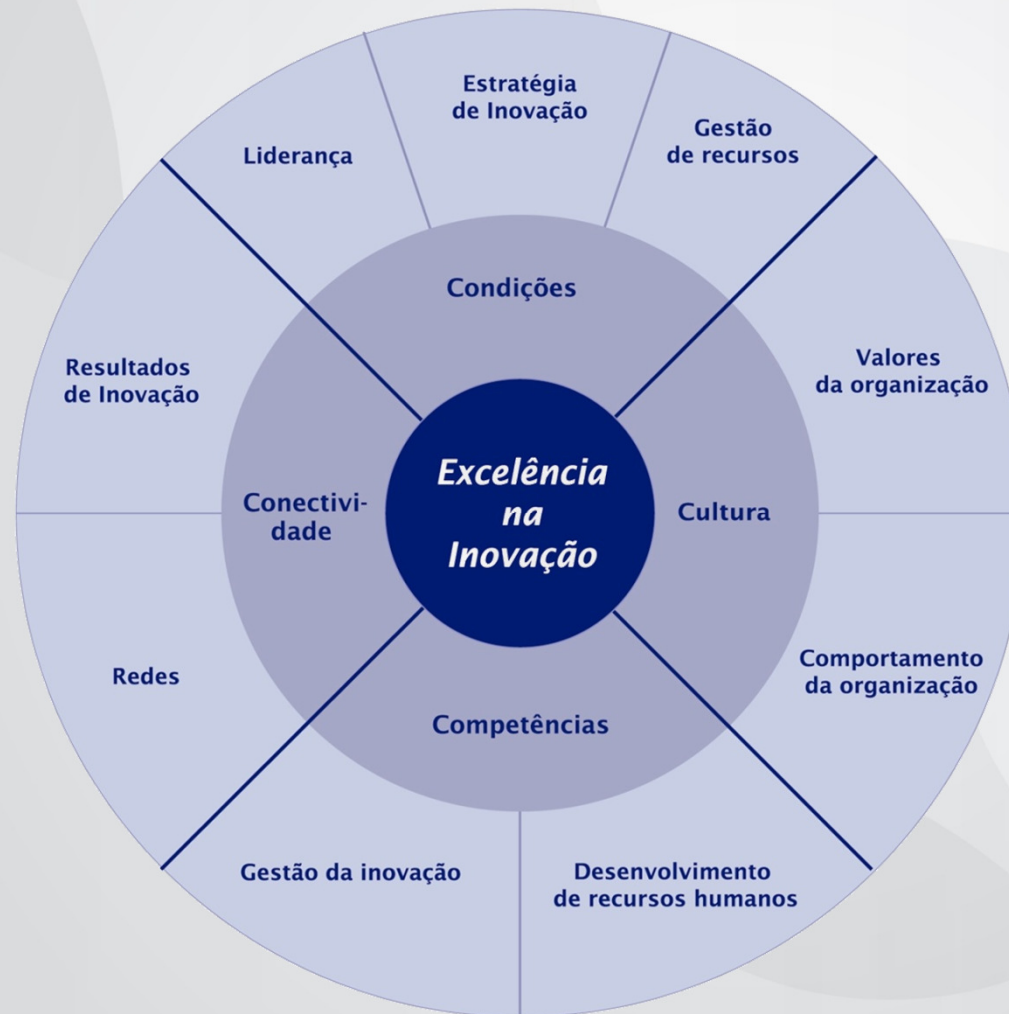 Estratégia
de Inovação
Liderança
Gestão
de recursos
Condições
Resultados
de Inovação
Valores
da organização
Excelência
na
Inovação
Conectivi-
dade
Cultura
Redes
Comportamento
da organização
Competências
Gestão da inovação
Desenvolvimento
de recursos humanos